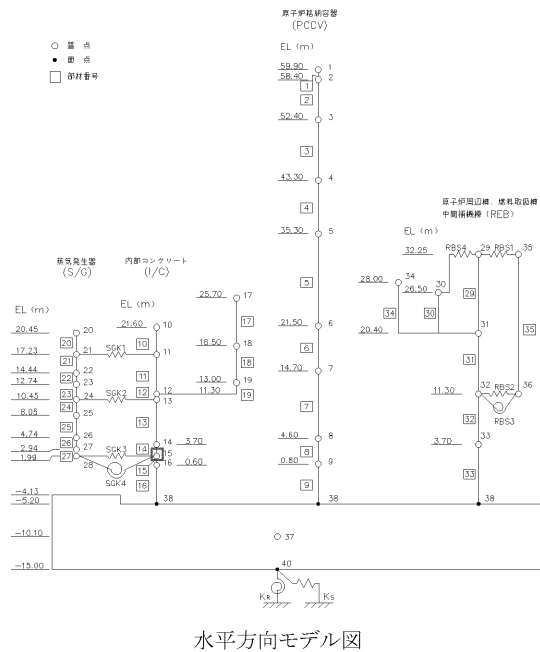 原子炉格納容器
(PCCV)
EL (m)
○ 質 点
● 節 点
□ 部材番号
59.90 1
58.40 2
1
2
52.40 3
3
43.30 4
4
35.30 5
5
21.50 6
6
14.70 7
7
4.60 8
8
0.80 9
9
原子炉周辺棟、燃料取扱棟
中間補機棟 (REB)
EL (m)
32.25 RBS4 29 RBS1 35
28.00 34
26.50 30
29
34 30
20.40 31
35
31
11.30 32 RBS2 36
RBS3
32
3.70 33
33
蒸気発生器
(S/G)
内部コンクリート
(I/C)
EL (m)
EL (m)
25.70 17
21.60 10
17
20.45 20
20 10
18.50 18
17.23 21 SGK1 11
21
18
14.44 22
22 11
12.74 23
13.00 19
23 12
11.30 12
19
10.45 24 SGK2 13
24
8.05 25
13
25
4.74 26
14 3.70
26 14
2.94 27 SGK3 15
1.99 27
28 SGK4
16 0.60
15
16
-4.13
-5.20 38 38 38
-10.10 37
-15.00 40
KR KS
水平方向モデル図